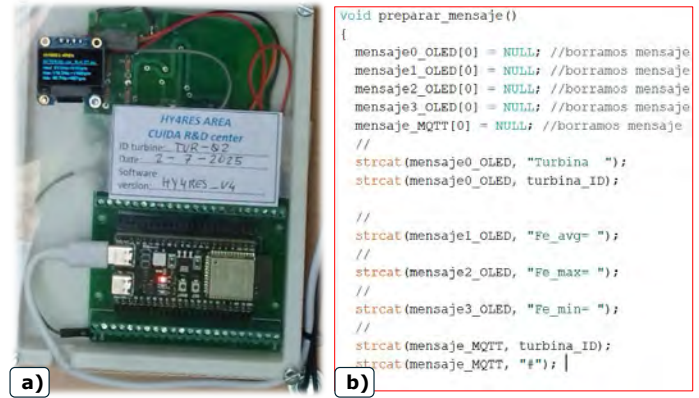 HY4RES AREA
CUIDA R&D center
ID turbine: TUR-02
Date: 2-7-2025
Software
version: HY4RES_V4
a)
void preparar_mensaje()
{
mensaje0_OLED[0] = NULL; //borramos mensaje
mensaje1_OLED[0] = NULL; //borramos mensaje
mensaje2_OLED[0] = NULL; //borramos mensaje
mensaje3_OLED[0] = NULL; //borramos mensaje
mensaje_MQTT[0] = NULL; //borramos mensaje
//
strcat(mensaje0_OLED, "Turbina  ");
strcat(mensaje0_OLED, turbina_ID);
//
strcat(mensaje1_OLED, "Fe_avg= ");
//
strcat(mensaje2_OLED, "Fe_max= ");
//
strcat(mensaje3_OLED, "Fe_min= ");
//
strcat(mensaje_MQTT, turbina_ID);
strcat(mensaje_MQTT, "#");
b)